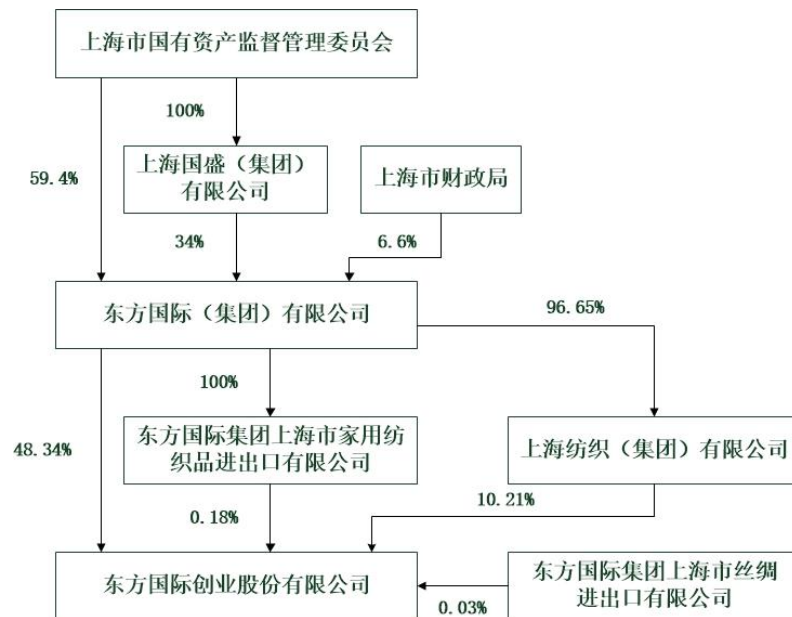 上海市国有资产监督管理委员会
100%
59.4%
上海国盛（集团）
有限公司
上海市财政局
34%
6.6%
东方国际（集团）有限公司
96.65%
100%
48.34%
东方国际集团上海市家用纺
织品进出口有限公司
上海纺织（集团）有限公司
0.18%
10.21%
东方国际创业股份有限公司
0.03%
东方国际集团上海市丝绸
进出口有限公司